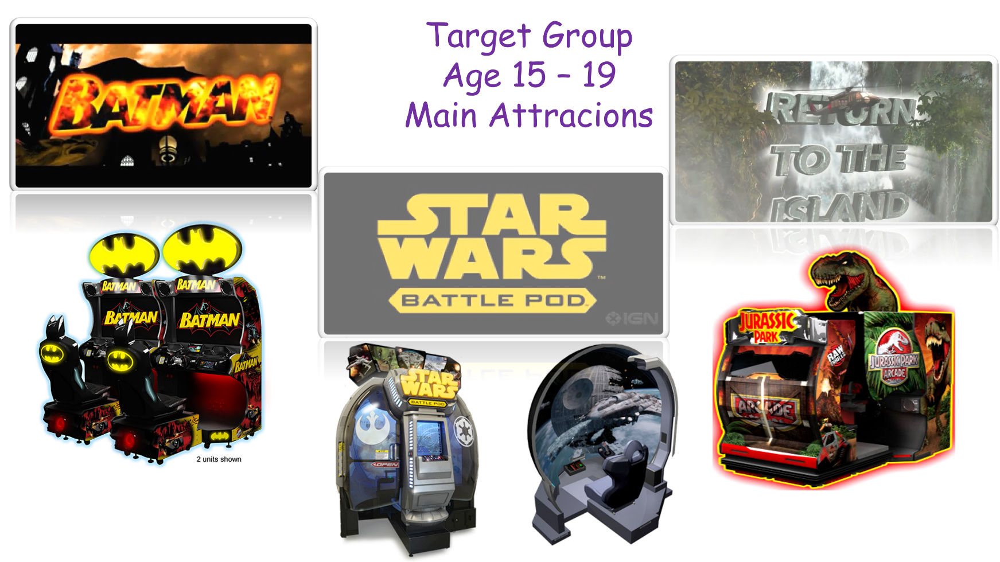 Target Group
Age 15 – 19
Main Attracions
BATMAN
RETURN
TO THE
ISLAND
STAR
WARS
TM
BATTLE POD
IGN
BATMAN
BATMAN
BATMAN
BATMAN
BATMAN
2 units shown
STAR
WARS
BATTLE POD
OPEN
JURASSIC
PARK
RAW
THRILLS
JURASSIC PARK
ARCADE
ARCADE